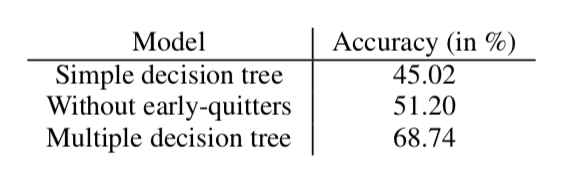 Model Accuracy (in %)
Simple decision tree 45.02
Without early-quitters 51.20
Multiple decision tree 68.74